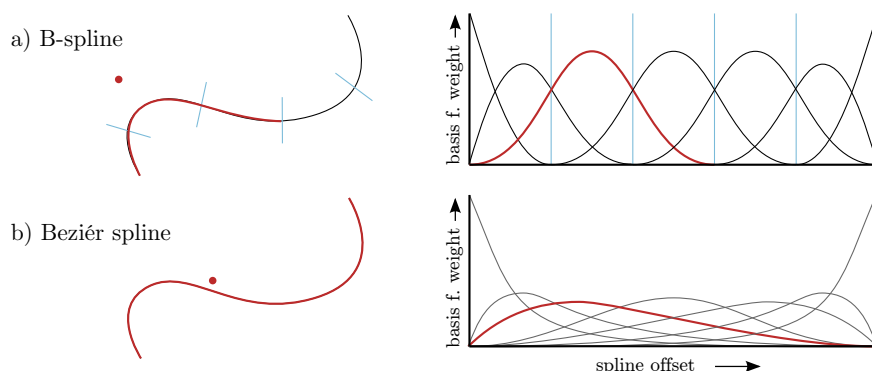 a) B-spline
basis f. weight
b) Beziér spline
basis f. weight
spline offset